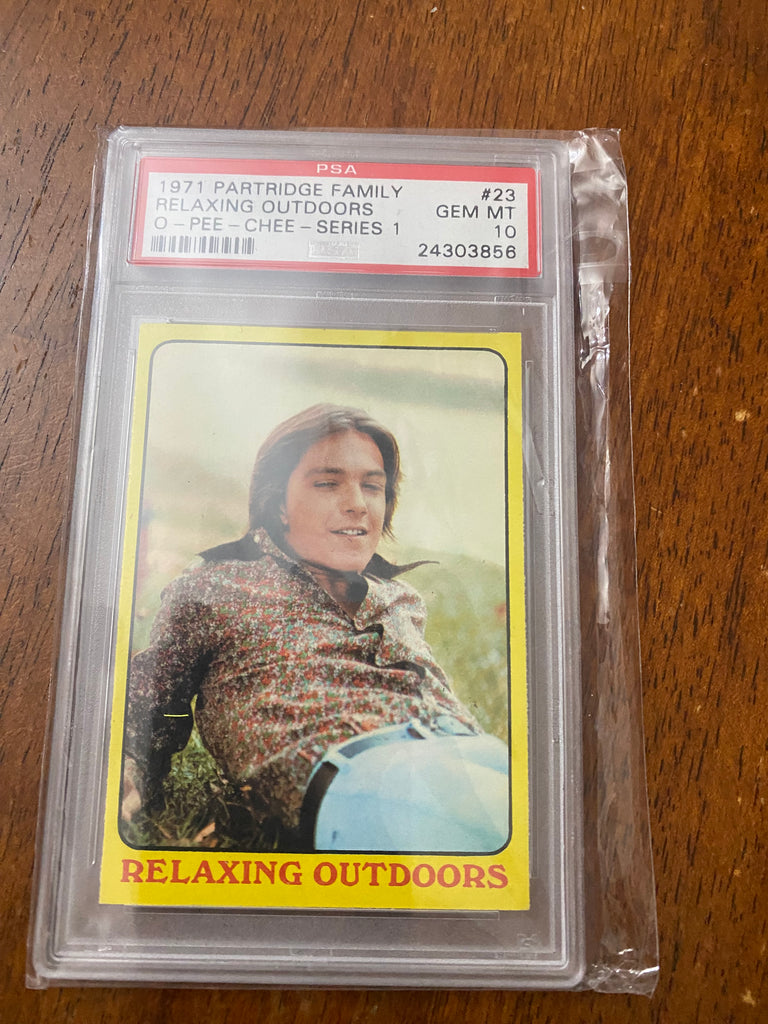 PSA
1971 PARTRIDGE FAMILY #23
RELAXING OUTDOORS GEM MT
O-PEE-CHEE-SERIES 1 10
24303856
RELAXING OUTDOORS